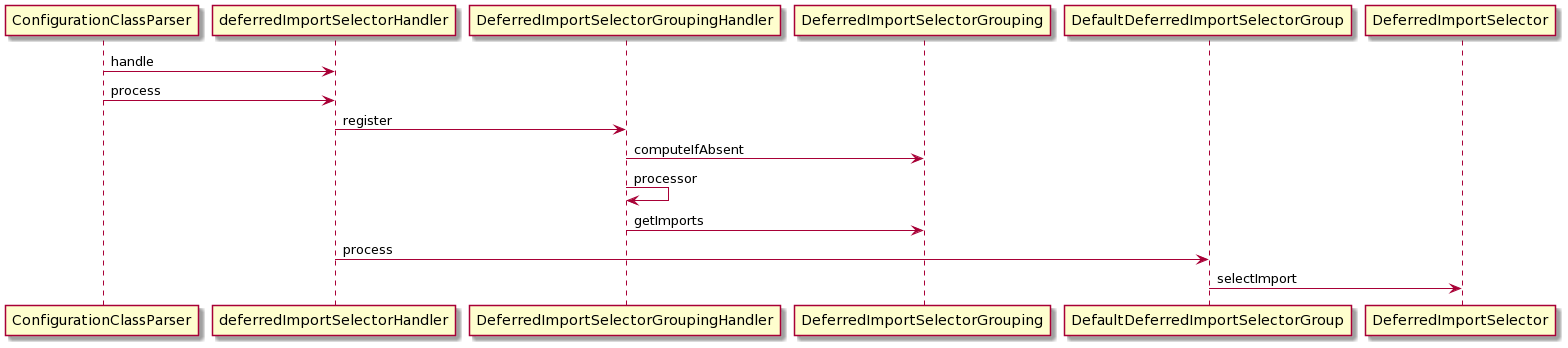 ConfigurationClassParser
deferredImportSelectorHandler
DeferredImportSelectorGroupingHandler
DeferredImportSelectorGrouping
DefaultDeferredImportSelectorGroup
DeferredImportSelector
handle
process
register
computeIfAbsent
processor
getImports
process
selectImport
ConfigurationClassParser
deferredImportSelectorHandler
DeferredImportSelectorGroupingHandler
DeferredImportSelectorGrouping
DefaultDeferredImportSelectorGroup
DeferredImportSelector